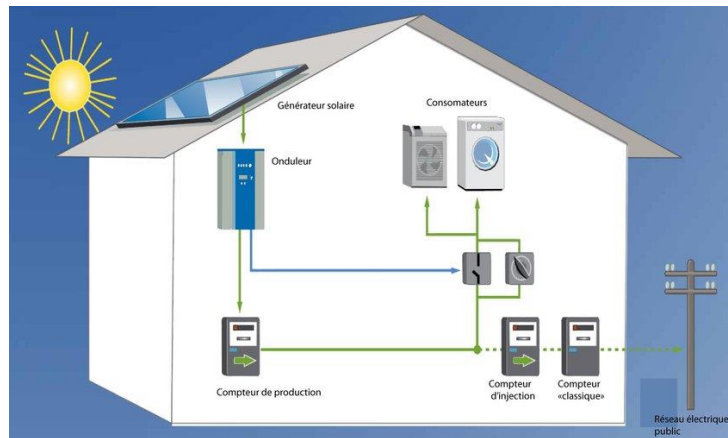 Générateur solaire
Consomateurs
Onduleur
Compteur de production
Compteur
d'injection
Compteur
«classique»
Réseau électrique
public